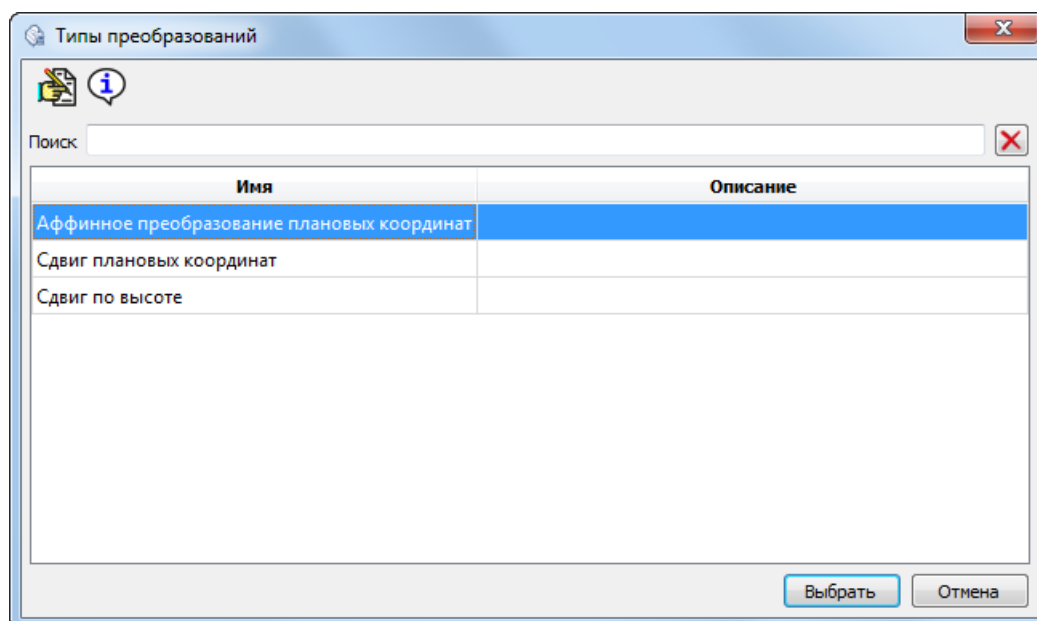 Типы преобразований
Поиск
Имя Описание
Аффинное преобразование плановых координат
Сдвиг плановых координат
Сдвиг по высоте
Выбрать Отмена